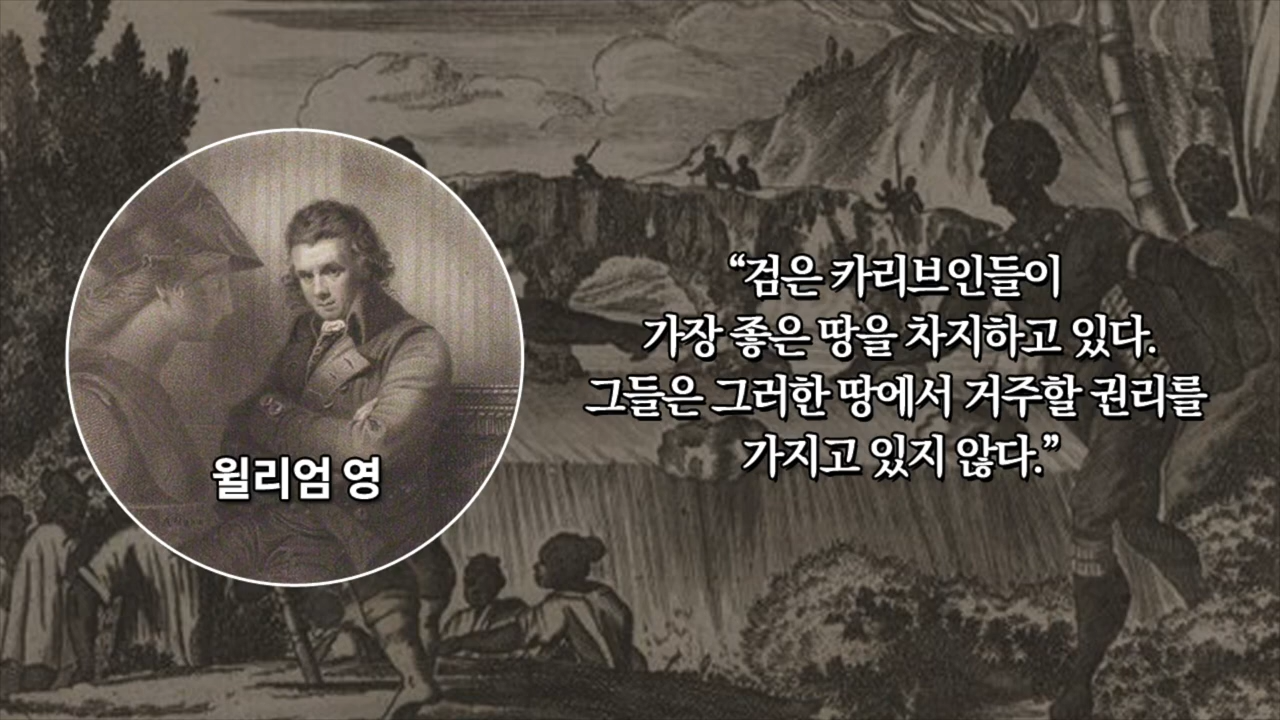 윌리엄 영
“검은 카리브인들이
가장 좋은 땅을 차지하고 있다.
그들은 그러한 땅에서 거주할 권리를
가지고 있지 않다.”